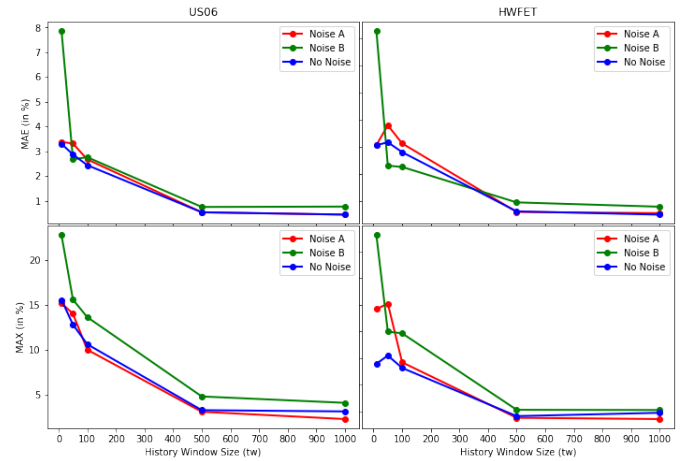 US06
HWFET
MAE (in %)
8
7
6
5
4
3
2
1
Noise A
Noise B
No Noise
Noise A
Noise B
No Noise
MAX (in %)
20
15
10
5
Noise A
Noise B
No Noise
Noise A
Noise B
No Noise
0 100 200 300 400 500 600 700 800 900 1000
0 100 200 300 400 500 600 700 800 900 1000
History Window Size (tw)
History Window Size (tw)